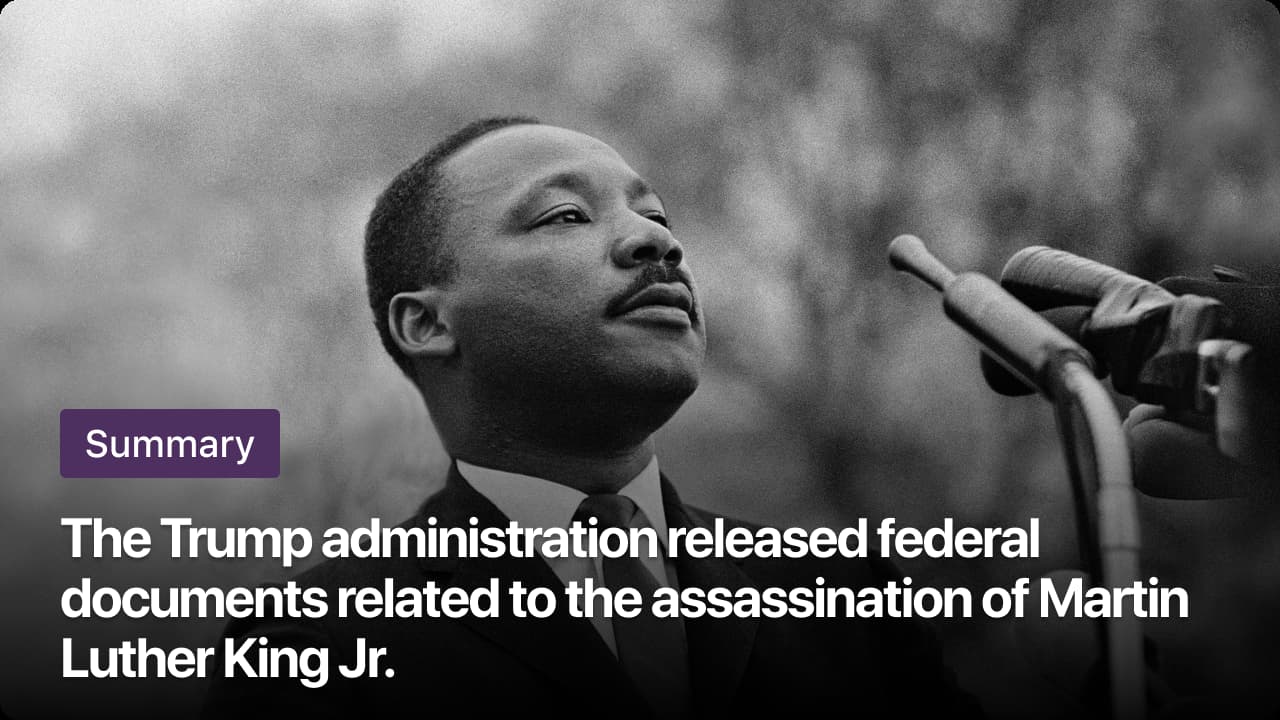 Summary
The Trump administration released federal
documents related to the assassination of Martin
Luther King Jr.